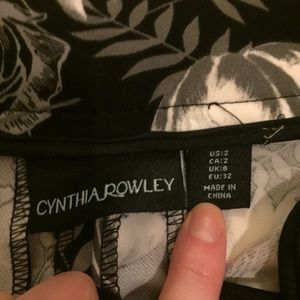 CYNTHIA ROWLEY
US:2
CA:2
UK:6
EU:32
MADE IN
CHINA